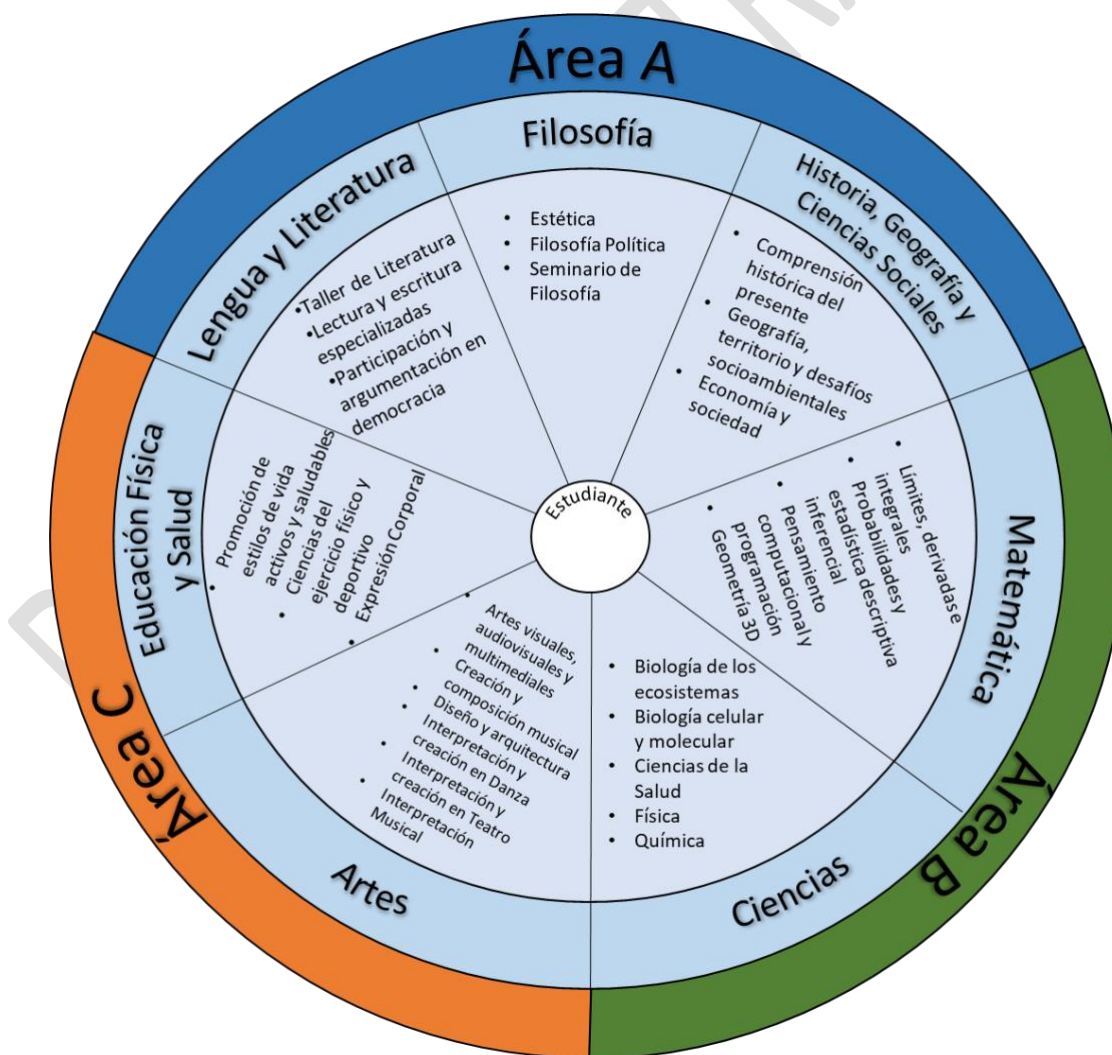 Área A
Filosofía
Lengua y Literatura
Historia, Geografía y
Ciencias Sociales
• Estética
• Filosofía Política
• Seminario de
Filosofía
•Taller de Literatura
•Lectura y escritura
especializadas
•Participación y
argumentación en
democracia
• Comprensión
histórica del
presente
• Geografía,
territorio y desafíos
socioambientales
• Economía y
sociedad
Estudiante
Educación Física
y Salud
• Promoción de
estilos de vida
activos y saludables
• Ciencias del
ejercicio físico y
deportivo
• Expresión Corporal
Matemática
• Límites, derivadas e
integrales
• Probabilidades y
estadística descriptiva
inferencial
• Pensamiento
computacional y
programación
• Geometría 3D
Área C
Artes
• Artes visuales,
audiovisuales y
multimediales
• Creación y
composición musical
• Diseño y arquitectura
• Interpretación y
creación en Danza
• Interpretación y
creación en Teatro
• Interpretación
Musical
Ciencias
• Biología de los
ecosistemas
• Biología celular
y molecular
• Ciencias de la
Salud
• Física
• Química
Área B